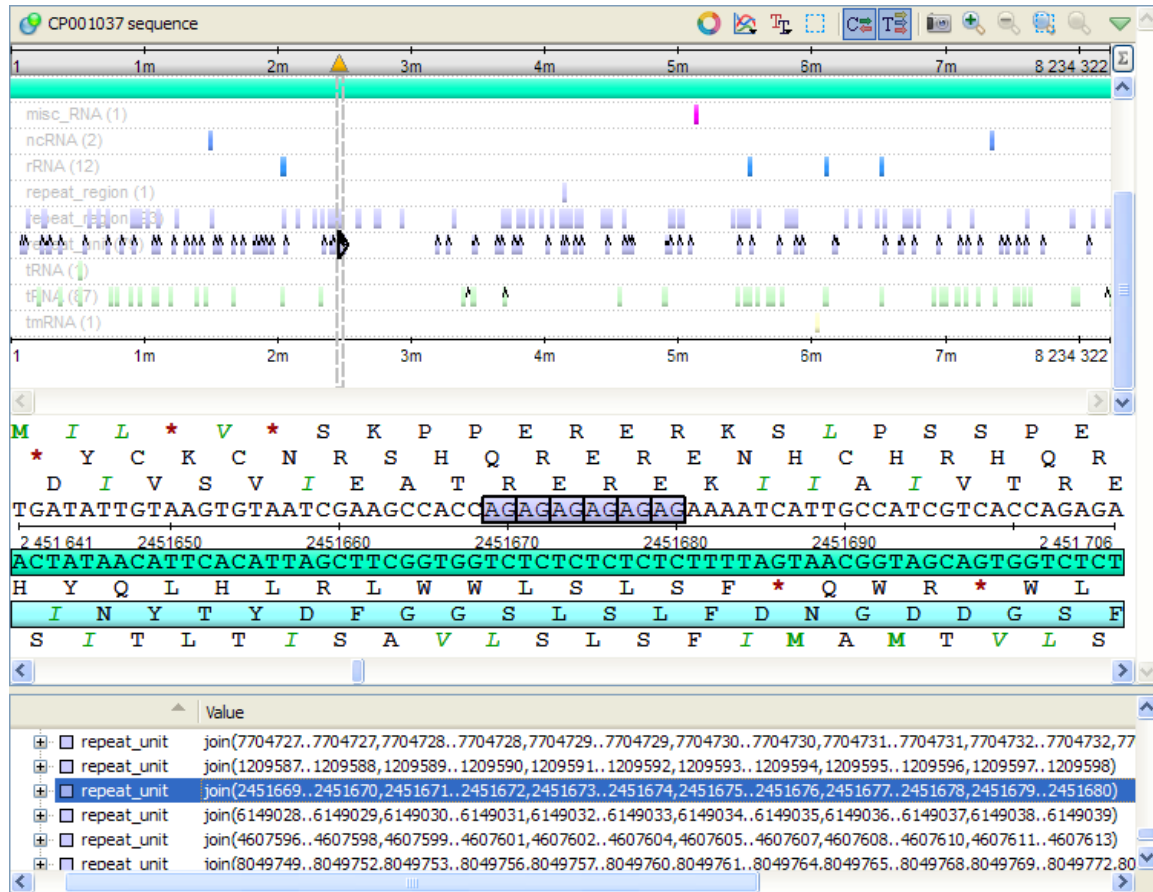 CP001037 sequence
1 1m 2m 3m 4m 5m 6m 7m 8 234 322
misc_RNA (1)
ncRNA (2)
rRNA (12)
repeat_region (1)
tRNA (1)
tRNA (87)
tmRNA (1)
1 1m 2m 3m 4m 5m 6m 7m 8 234 322
M I L * V * S K P P E R E R K S L P S S P E
* Y C K C N R S H Q R E R E N H C H R H Q R
D I V S V I E A T R E R E K I I A I V T R E
TGATATTGTAAGTGTAATCGAAGCCACCAGAGAGAGAGAGAAAATCATTGCCATCGTCACCAGAGA
2 451 641 2451650 2451660 2451670 2451680 2451690 2 451 706
ACTATAACATTCACATTAGCTTCGGTGGTCTCTCTCTCTCTTTTAGTAACGGTAGCAGTGGTCTCT
H Y Q L H L R L W W L S L S F * Q W R * W L
I N Y T Y D F G G S L S L F D N G D D G S F
S I T L T I S A V L S L S F I M A M T V L S
Value
repeat_unit join(7704727..7704727,7704728..7704728,7704729..7704729,7704730..7704730,7704731..7704731,7704732..7704732,77
repeat_unit join(1209587..1209588,1209589..1209590,1209591..1209592,1209593..1209594,1209595..1209596,1209597..1209598)
repeat_unit join(2451669..2451670,2451671..2451672,2451673..2451674,2451675..2451676,2451677..2451678,2451679..2451680)
repeat_unit join(6149028..6149029,6149030..6149031,6149032..6149033,6149034..6149035,6149036..6149037,6149038..6149039)
repeat_unit join(4607596..4607598,4607599..4607601,4607602..4607604,4607605..4607607,4607608..4607610,4607611..4607613)
repeat_unit join(8049749..8049752,8049753..8049756,8049757..8049760,8049761..8049764,8049765..8049768,8049769..8049772,80